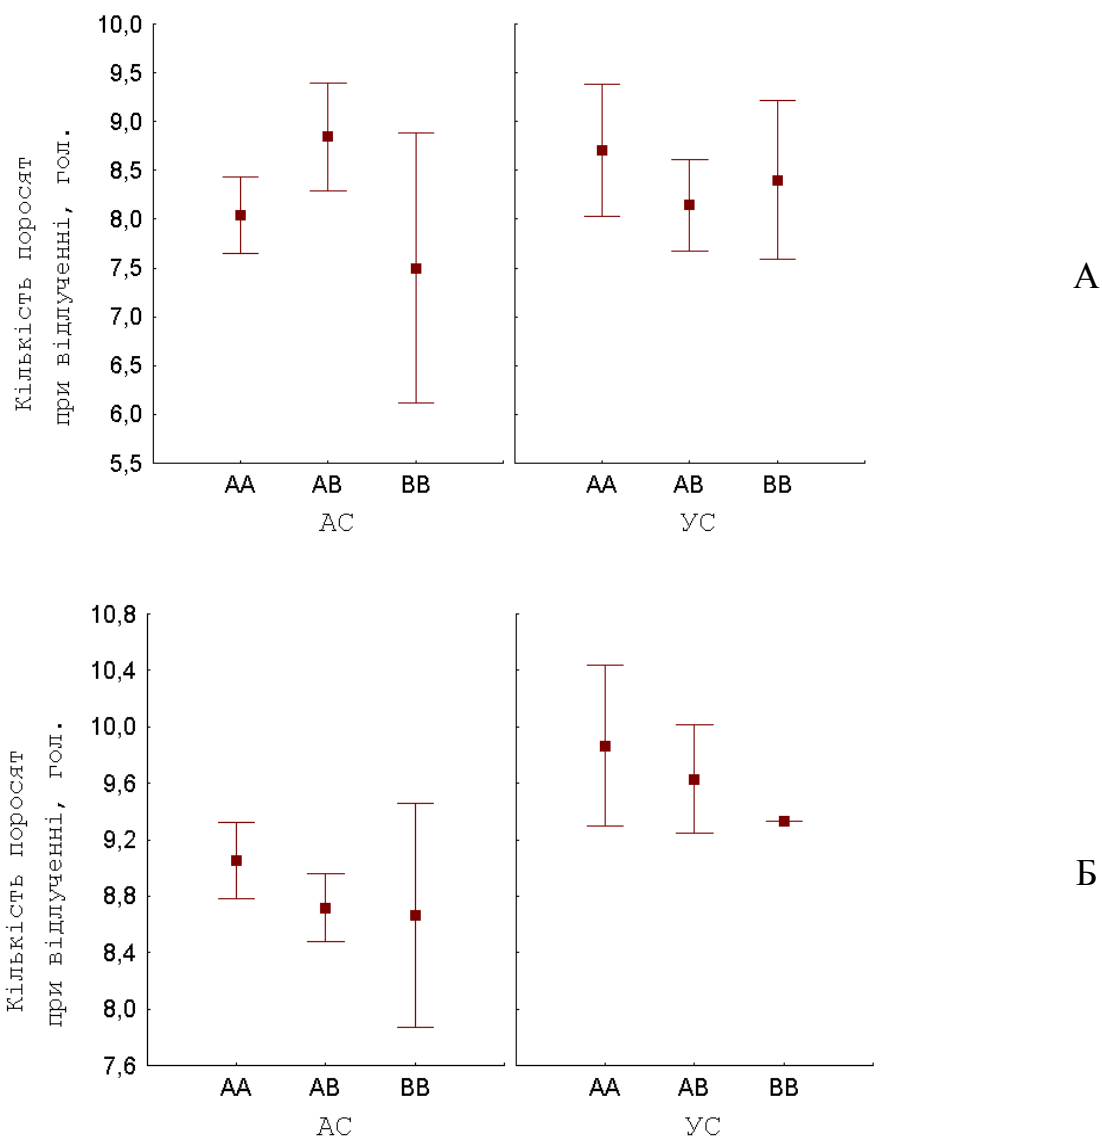 Кількість поросят
при відлученні, гол.
10,0
9,5
9,0
8,5
8,0
7,5
7,0
6,5
6,0
5,5
AA AB BB AA AB BB
АС УС
А
Кількість поросят
при відлученні, гол.
10,8
10,4
10,0
9,6
9,2
8,8
8,4
8,0
7,6
AA AB BB AA AB BB
АС УС
Б